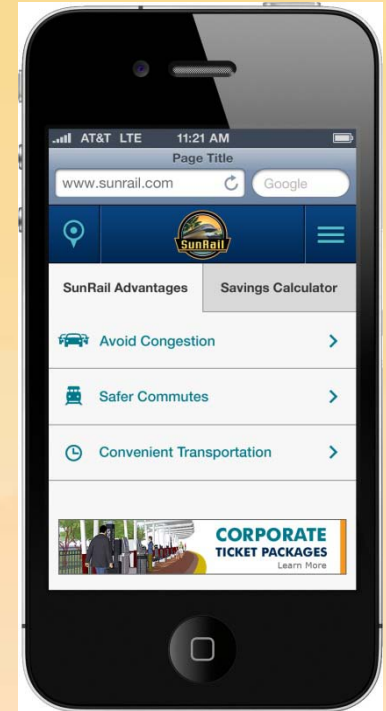 AT&T LTE 11:21 AM
Page Title
www.sunrail.com Google
SunRail
SunRail Advantages Savings Calculator
Avoid Congestion
Safer Commutes
Convenient Transportation
CORPORATE
TICKET PACKAGES
Learn More